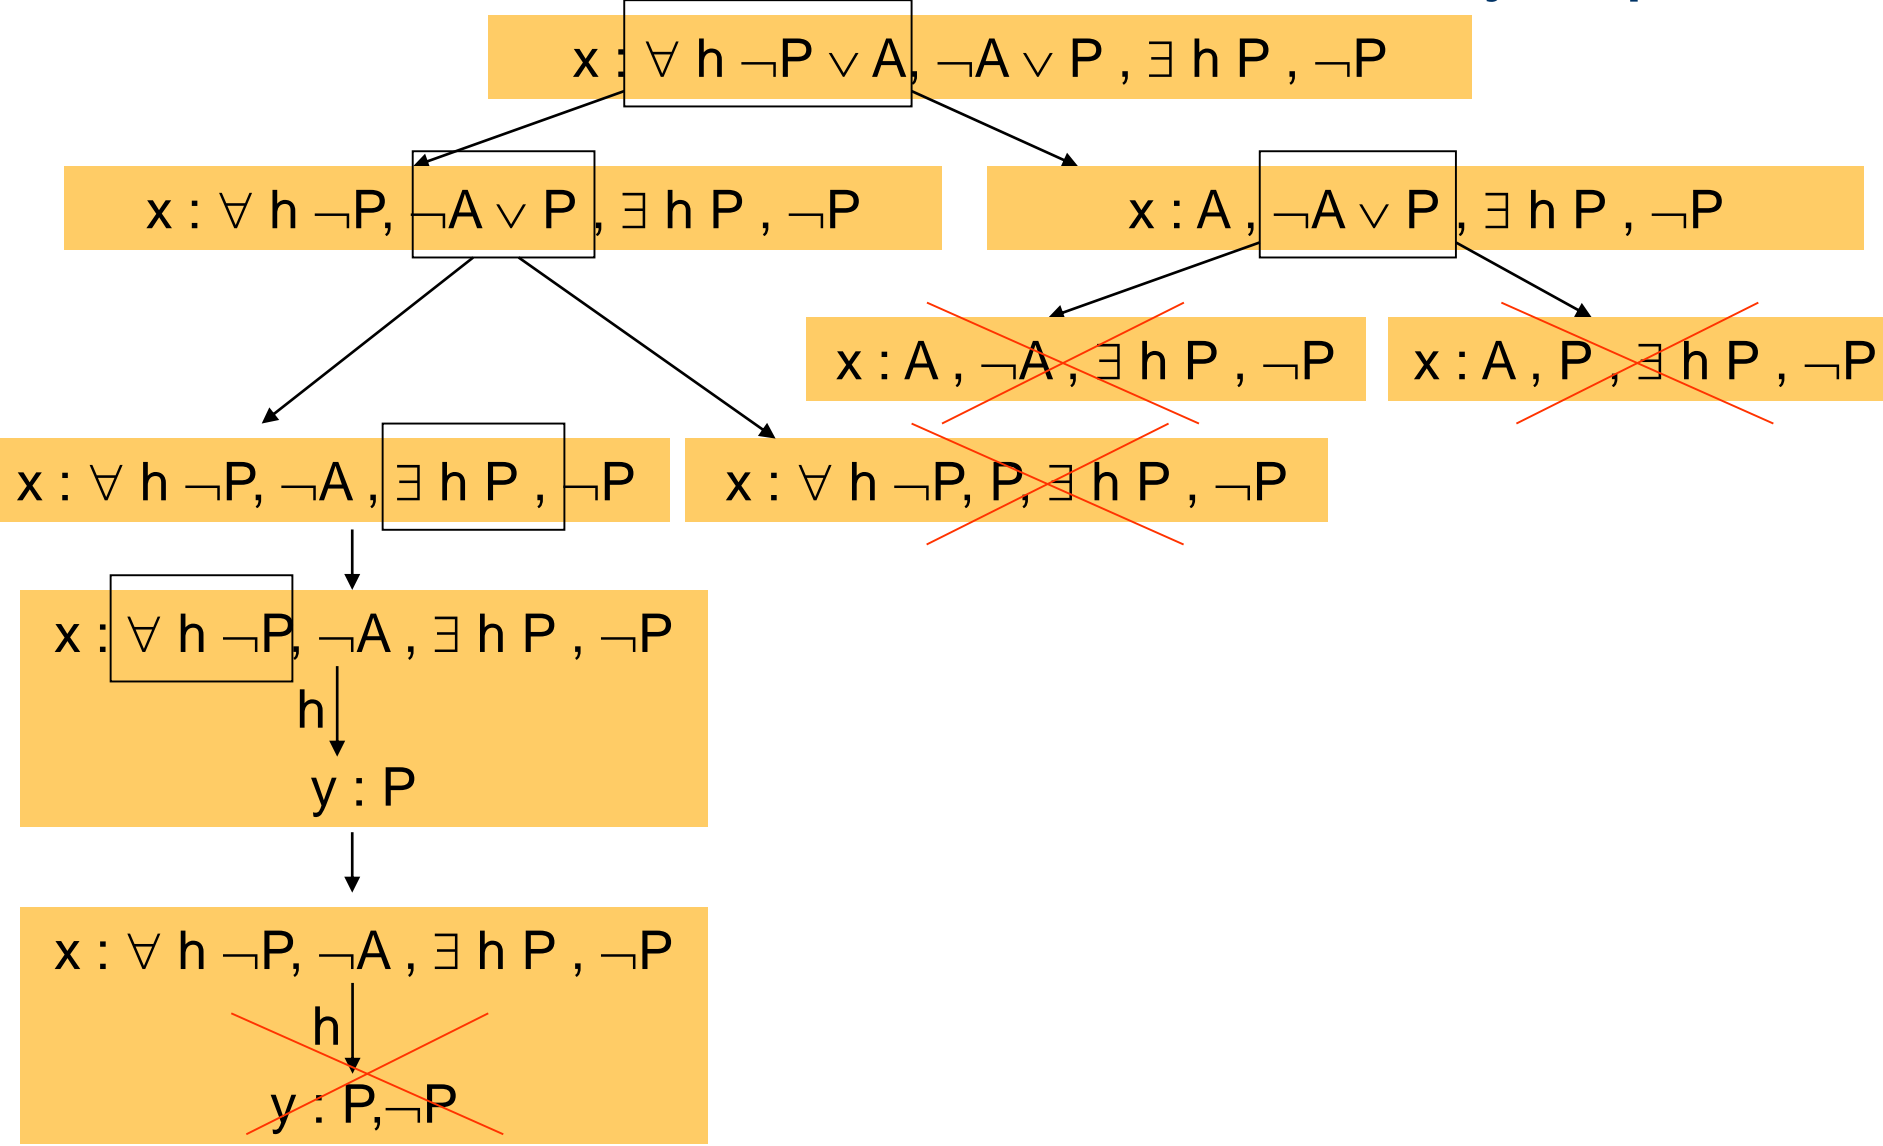 x : ∀ h ¬P ∨ A, ¬A ∨ P , ∃ h P , ¬P
x : ∀ h ¬P, ¬A ∨ P , ∃ h P , ¬P
x : A , ¬A ∨ P , ∃ h P , ¬P
x : A , ¬A , ∃ h P , ¬P
x : A , P , ∃ h P , ¬P
x : ∀ h ¬P, ¬A , ∃ h P , ¬P
x : ∀ h ¬P, P, ∃ h P , ¬P
x : ∀ h ¬P, ¬A , ∃ h P , ¬P
h
y : P
x : ∀ h ¬P, ¬A , ∃ h P , ¬P
h
y : P,¬P